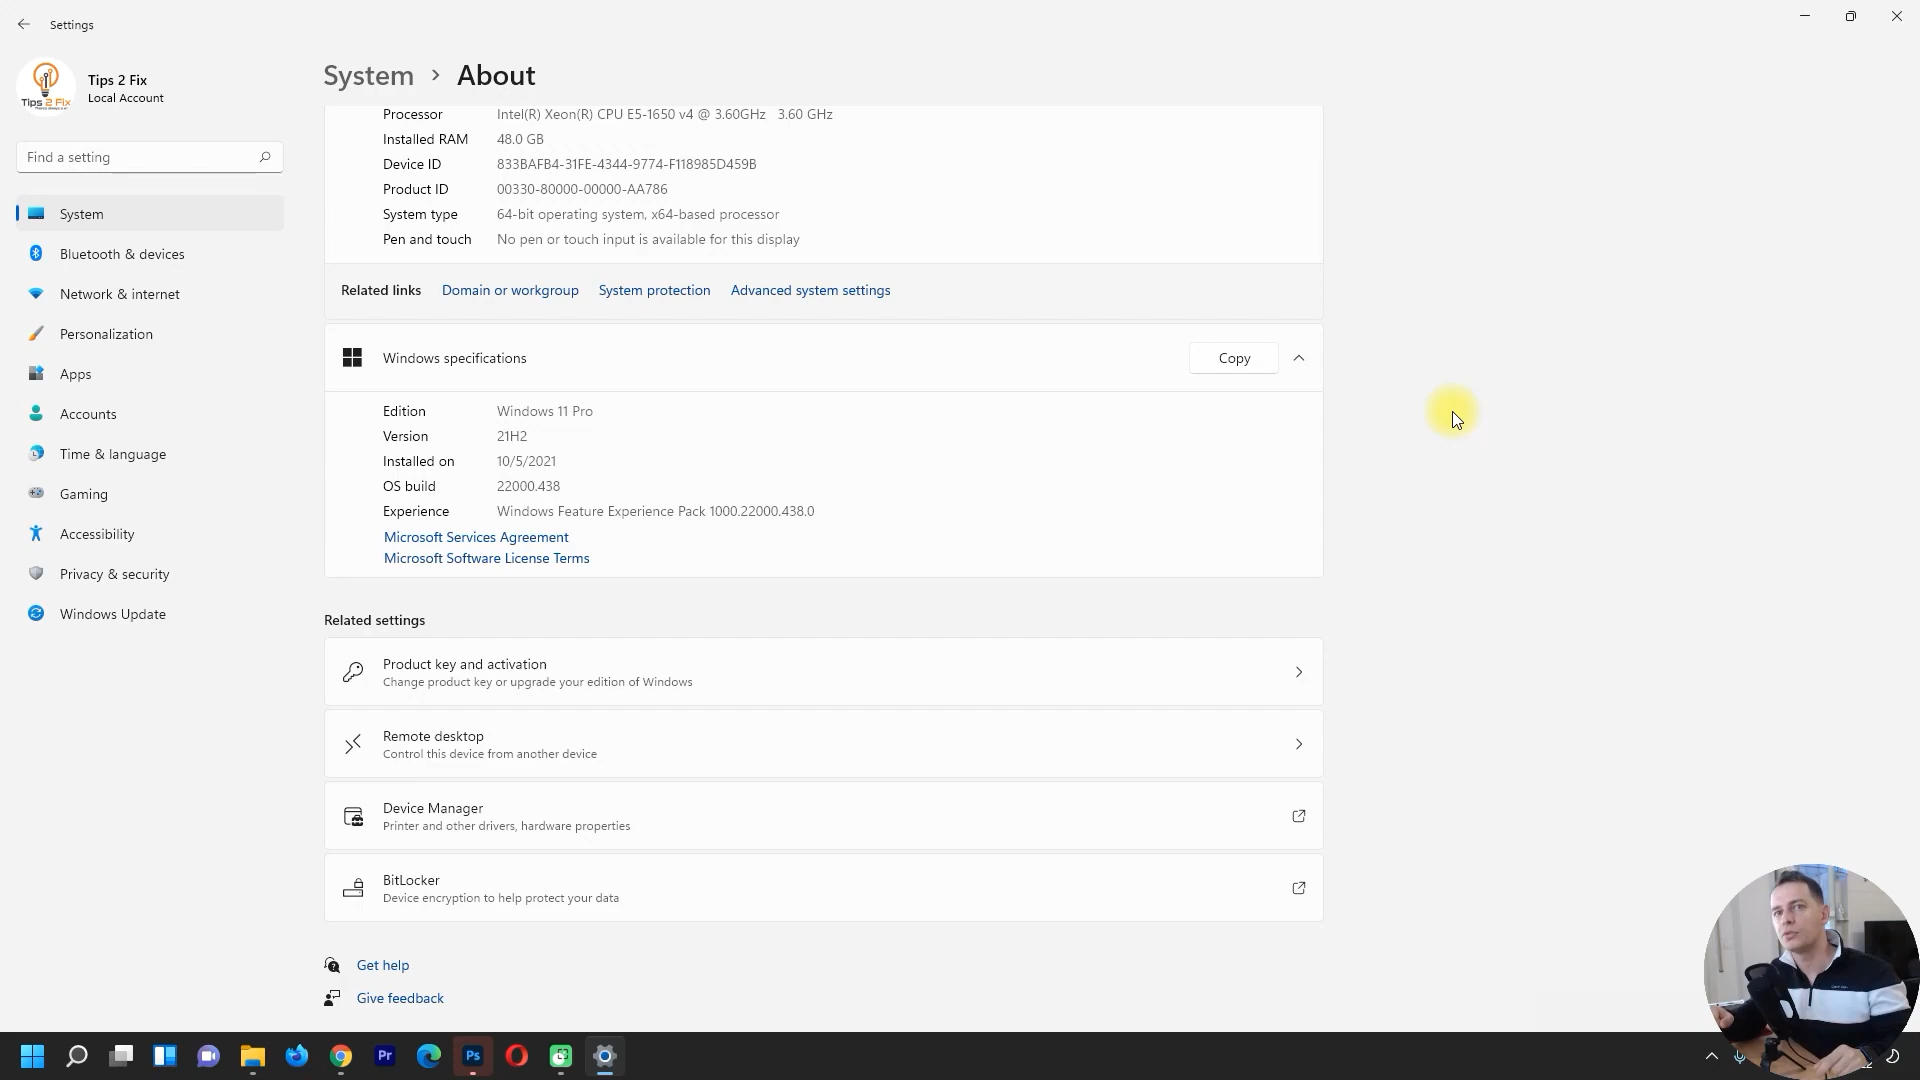 Settings
Tips 2 Fix
Local Account
Tips 2 Fix
Find a setting
System
Bluetooth & devices
Network & internet
Personalization
Apps
Accounts
Time & language
Gaming
Accessibility
Privacy & security
Windows Update
System > About
Processor Intel(R) Xeon(R) CPU E5-1650 v4 @ 3.60GHz 3.60 GHz
Installed RAM 48.0 GB
Device ID 833BAFB4-31FE-4344-9774-F118985D459B
Product ID 00330-80000-00000-AA786
System type 64-bit operating system, x64-based processor
Pen and touch No pen or touch input is available for this display
Related links Domain or workgroup System protection Advanced system settings
Windows specifications Copy
Edition Windows 11 Pro
Version 21H2
Installed on 10/5/2021
OS build 22000.438
Experience Windows Feature Experience Pack 1000.22000.438.0
Microsoft Services Agreement
Microsoft Software License Terms
Related settings
Product key and activation
Change product key or upgrade your edition of Windows
Remote desktop
Control this device from another device
Device Manager
Printer and other drivers, hardware properties
BitLocker
Device encryption to help protect your data
Get help
Give feedback
Pr
Ps